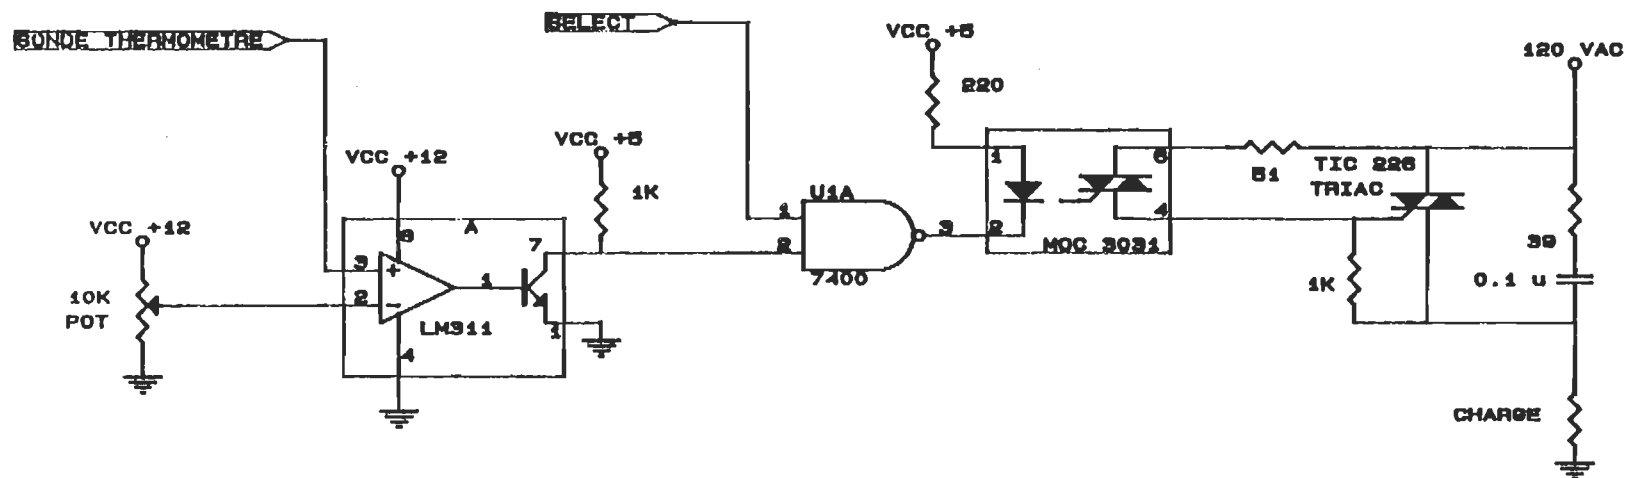 SONDE THERMOMETRE
SELECT
VCC +5
220
120 VAC
VCC +12
VCC +5
1K
VCC +12
10K
POT
A
8
3
+
2
-
1
7
LM311
4
1
1
2
U1A
7400
3
1
2
MOC 3031
6
4
51
TIC 226
TRIAC
1K
39
0.1 u
CHARGE